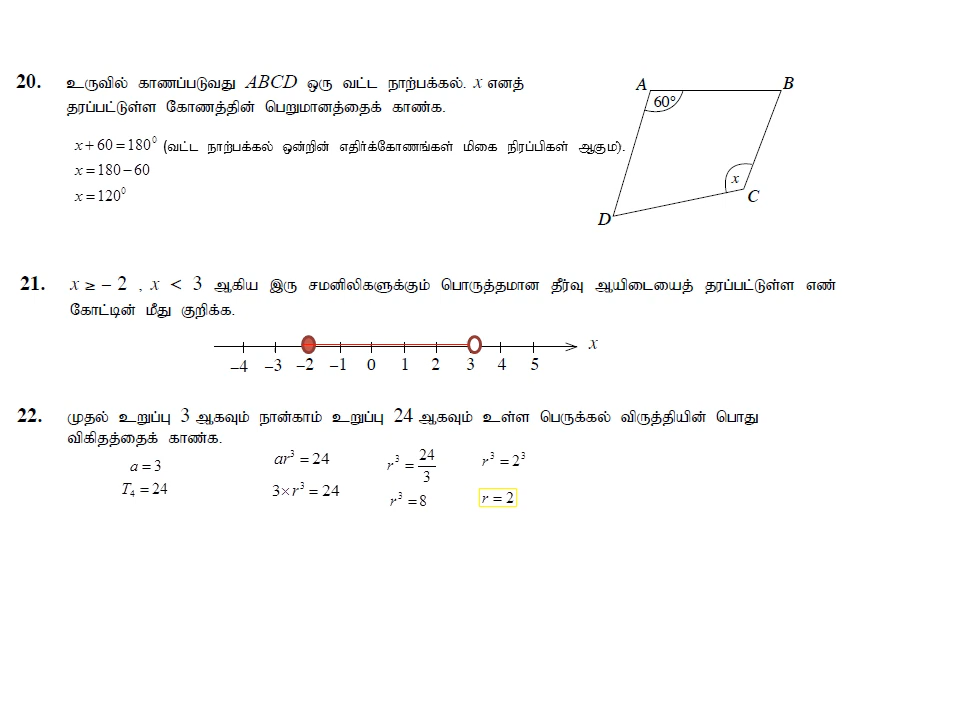 20. உருவில் காணப்படுவது ABCD ஒரு வட்ட நாற்பக்கல். x எனத்
தரப்பட்டுள்ள கோணத்தின் பெறுமானத்தைக் காண்க.
x + 60 = 180⁰ (வட்ட நாற்பக்கல் ஒன்றின் எதிர்க்கோணங்கள் மிகை நிரப்பிகள் ஆகும).
x = 180 − 60
x = 120⁰
A B
60°
x
C
D
21. x ≥ – 2 , x < 3 ஆகிய இரு சமனிலிகளுக்கும் பொருத்தமான தீர்வு ஆயிடையைத் தரப்பட்டுள்ள எண்
கோட்டின் மீது குறிக்க.
x
–4 –3 –2 –1 0 1 2 3 4 5
22. முதல் உறுப்பு 3 ஆகவும் நான்காம் உறுப்பு 24 ஆகவும் உள்ள பெருக்கல் விருத்தியின் பொது
விகிதத்தைக் காண்க.
a = 3
T₄ = 24
ar³ = 24
3 × r³ = 24
r³ = 24/3
r³ = 8
r³ = 2³
r = 2